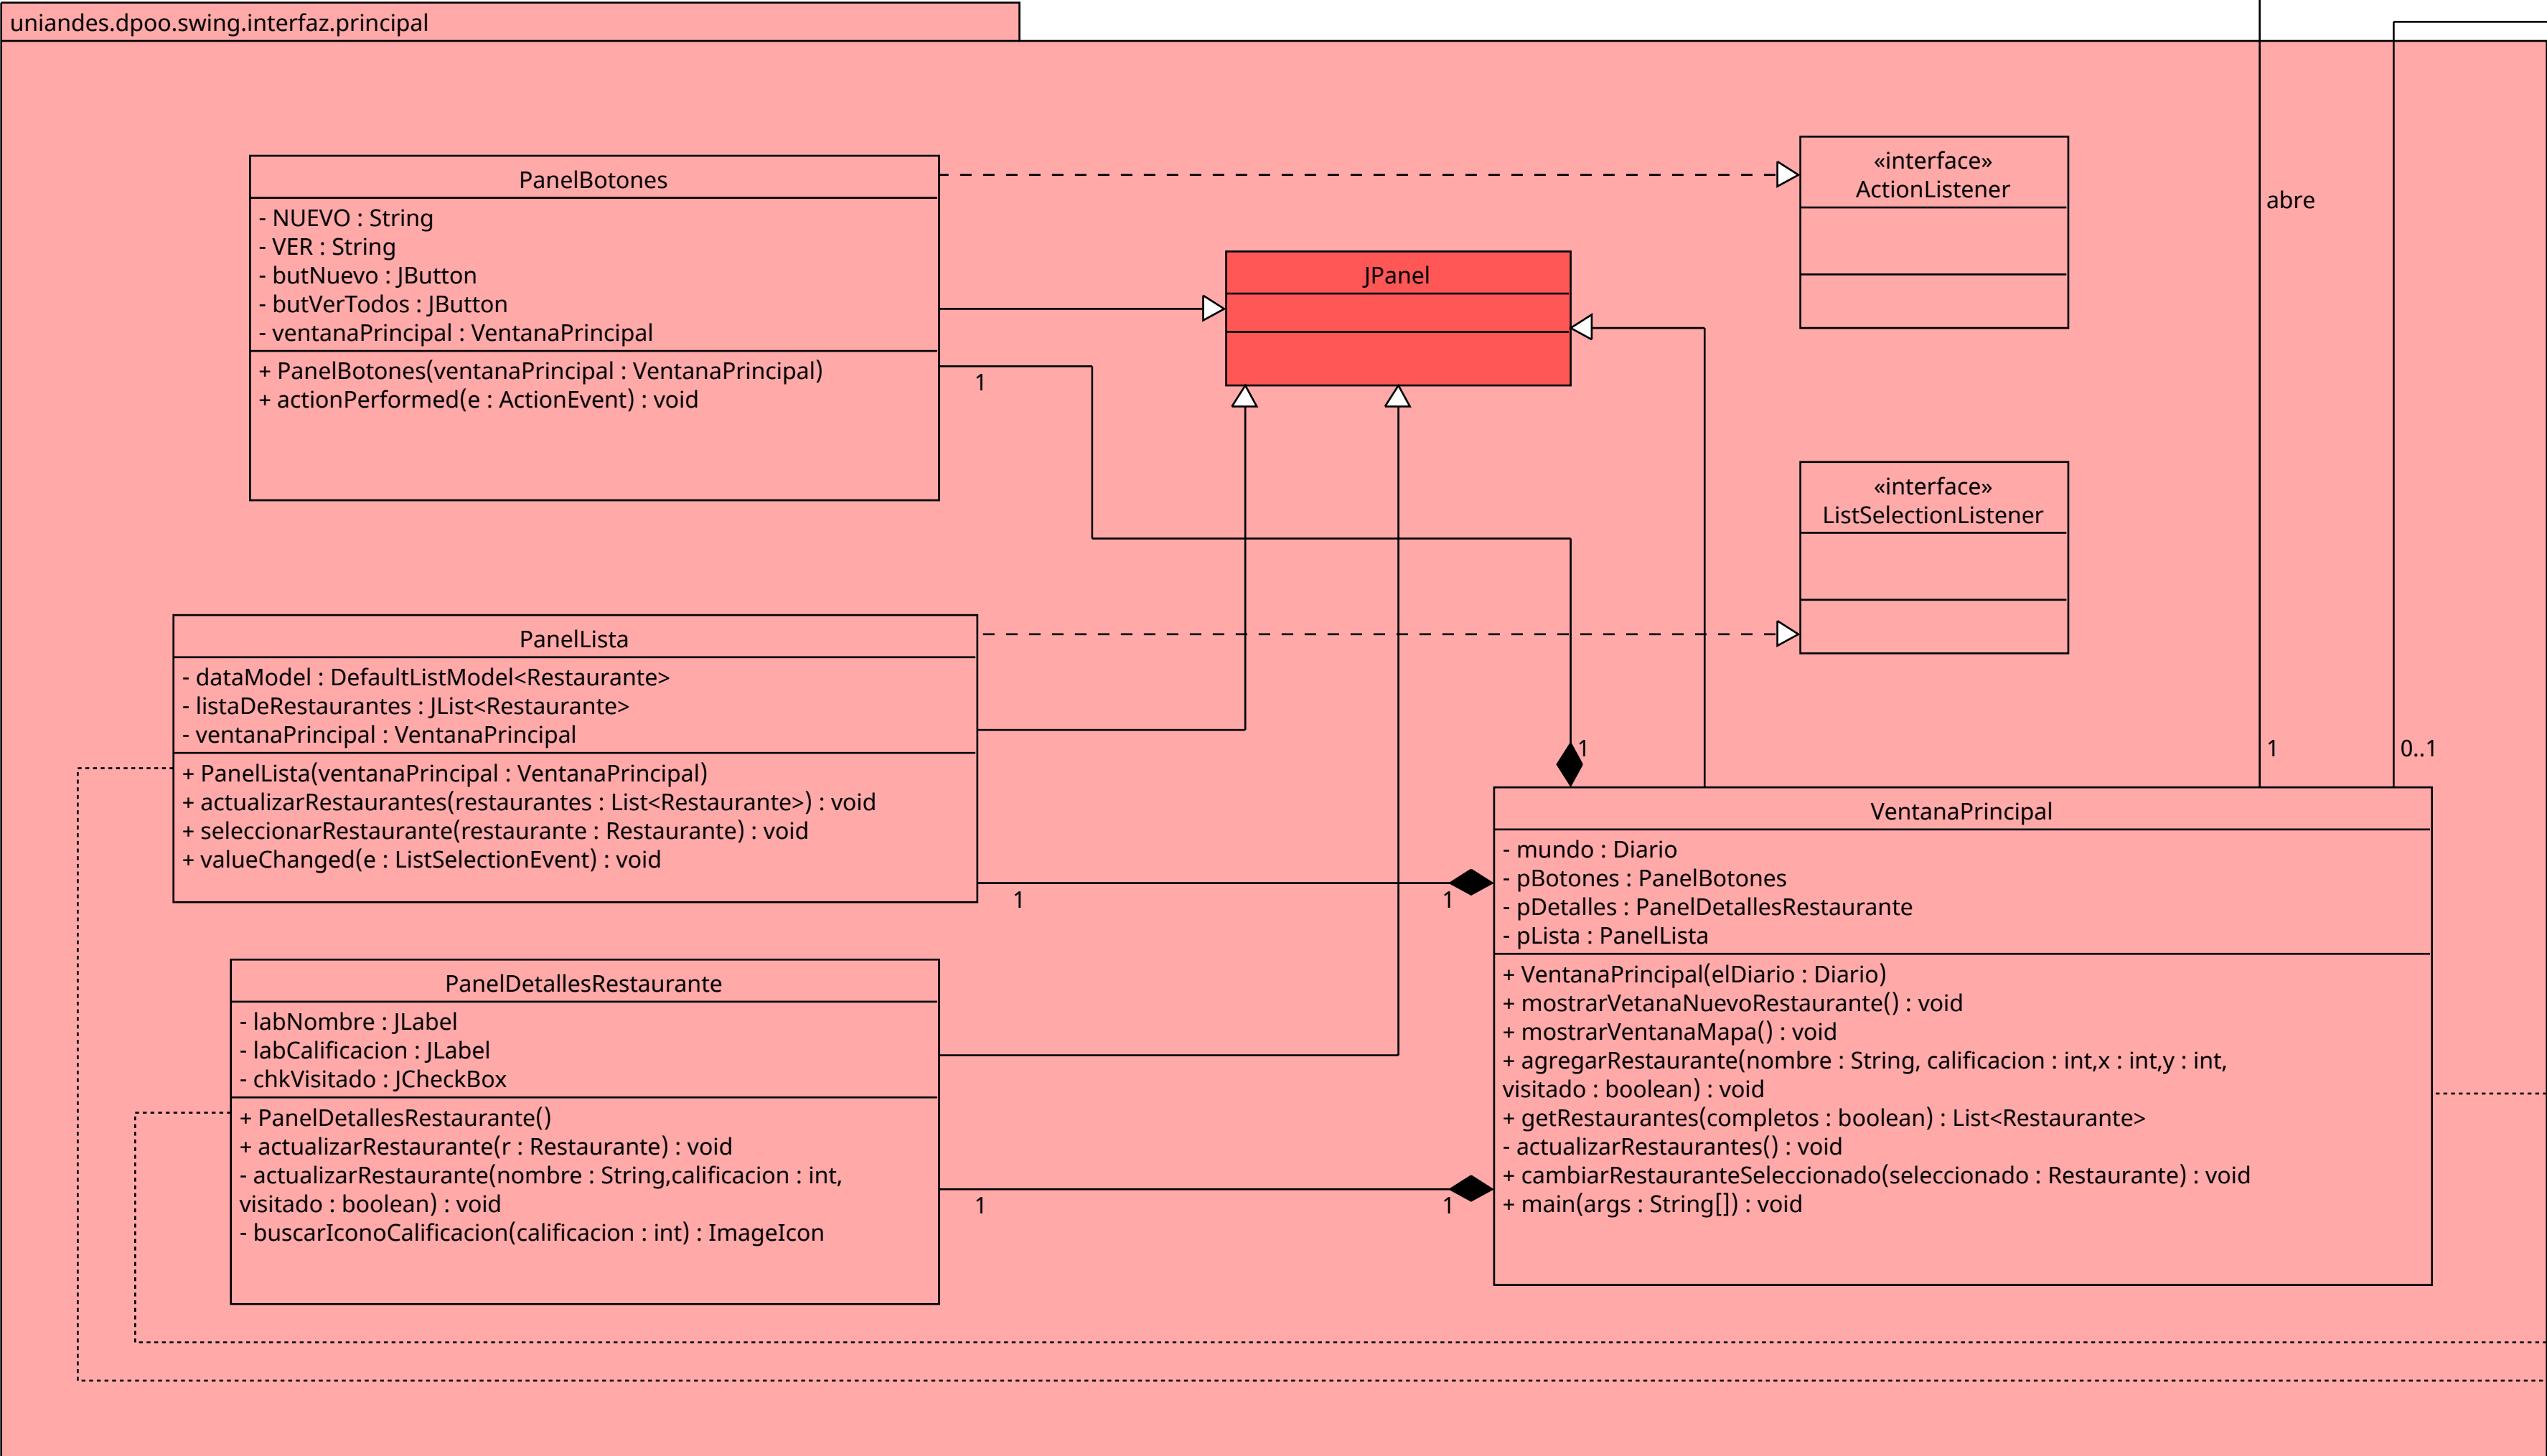 uniandes.dpoo.swing.interfaz.principal
PanelBotones
- NUEVO : String
- VER : String
- butNuevo : JButton
- butVerTodos : JButton
- ventanaPrincipal : VentanaPrincipal
+ PanelBotones(ventanaPrincipal : VentanaPrincipal)
+ actionPerformed(e : ActionEvent) : void
1
JPanel
«interface»
ActionListener
abre
«interface»
ListSelectionListener
PanelLista
- dataModel : DefaultListModel<Restaurante>
- listaDeRestaurantes : JList<Restaurante>
- ventanaPrincipal : VentanaPrincipal
+ PanelLista(ventanaPrincipal : VentanaPrincipal)
+ actualizarRestaurantes(restaurantes : List<Restaurante>) : void
+ seleccionarRestaurante(restaurante : Restaurante) : void
+ valueChanged(e : ListSelectionEvent) : void
1
1
1
1
0..1
PanelDetallesRestaurante
- labNombre : JLabel
- labCalificacion : JLabel
- chkVisitado : JCheckBox
+ PanelDetallesRestaurante()
+ actualizarRestaurante(r : Restaurante) : void
- actualizarRestaurante(nombre : String,calificacion : int,
visitado : boolean) : void
- buscarIconoCalificacion(calificacion : int) : ImageIcon
1
1
VentanaPrincipal
- mundo : Diario
- pBotones : PanelBotones
- pDetalles : PanelDetallesRestaurante
- pLista : PanelLista
+ VentanaPrincipal(elDiario : Diario)
+ mostrarVetanaNuevoRestaurante() : void
+ mostrarVentanaMapa() : void
+ agregarRestaurante(nombre : String, calificacion : int,x : int,y : int,
visitado : boolean) : void
+ getRestaurantes(completos : boolean) : List<Restaurante>
- actualizarRestaurantes() : void
+ cambiarRestauranteSeleccionado(seleccionado : Restaurante) : void
+ main(args : String[]) : void